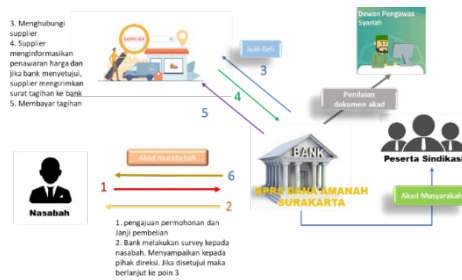 3. Menghubungi
supplier
4. Supplier
menginformasikan
penawaran harga dan
jika bank menyetujui,
supplier mengirimkan
surat tagihan ke bank
5. Membayar tagihan
SUPPLIER
Jual-Beli
3
4
5
Dewan Pengawas
Syariah
Penilaian
dokumen akad
BANK
BPRS DANA AMANAH
SURAKARTA
Peserta Sindikasi
Akad Musyarakah
Akad murabahah
6
1
2
Nasabah
1. pengajuan permohonan dan
Janji pembelian
2. Bank melakukan survey kepada
nasabah. Menyampaikan kepada
pihak direksi. Jika disetujui maka
berlanjut ke poin 3